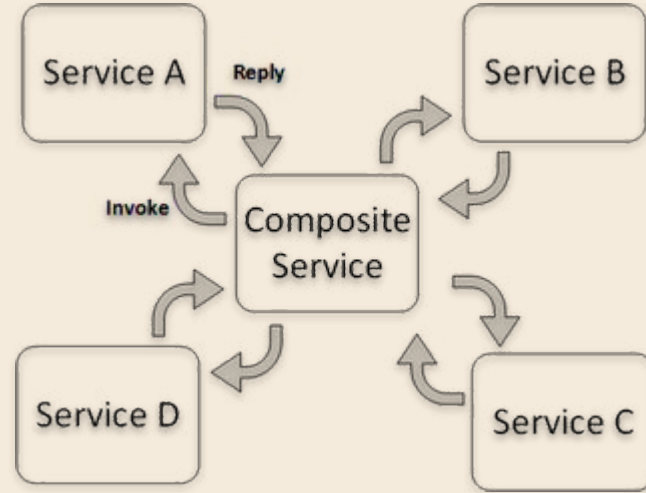 Service A
Reply
Service B
Invoke
Composite
Service
Service D
Service C